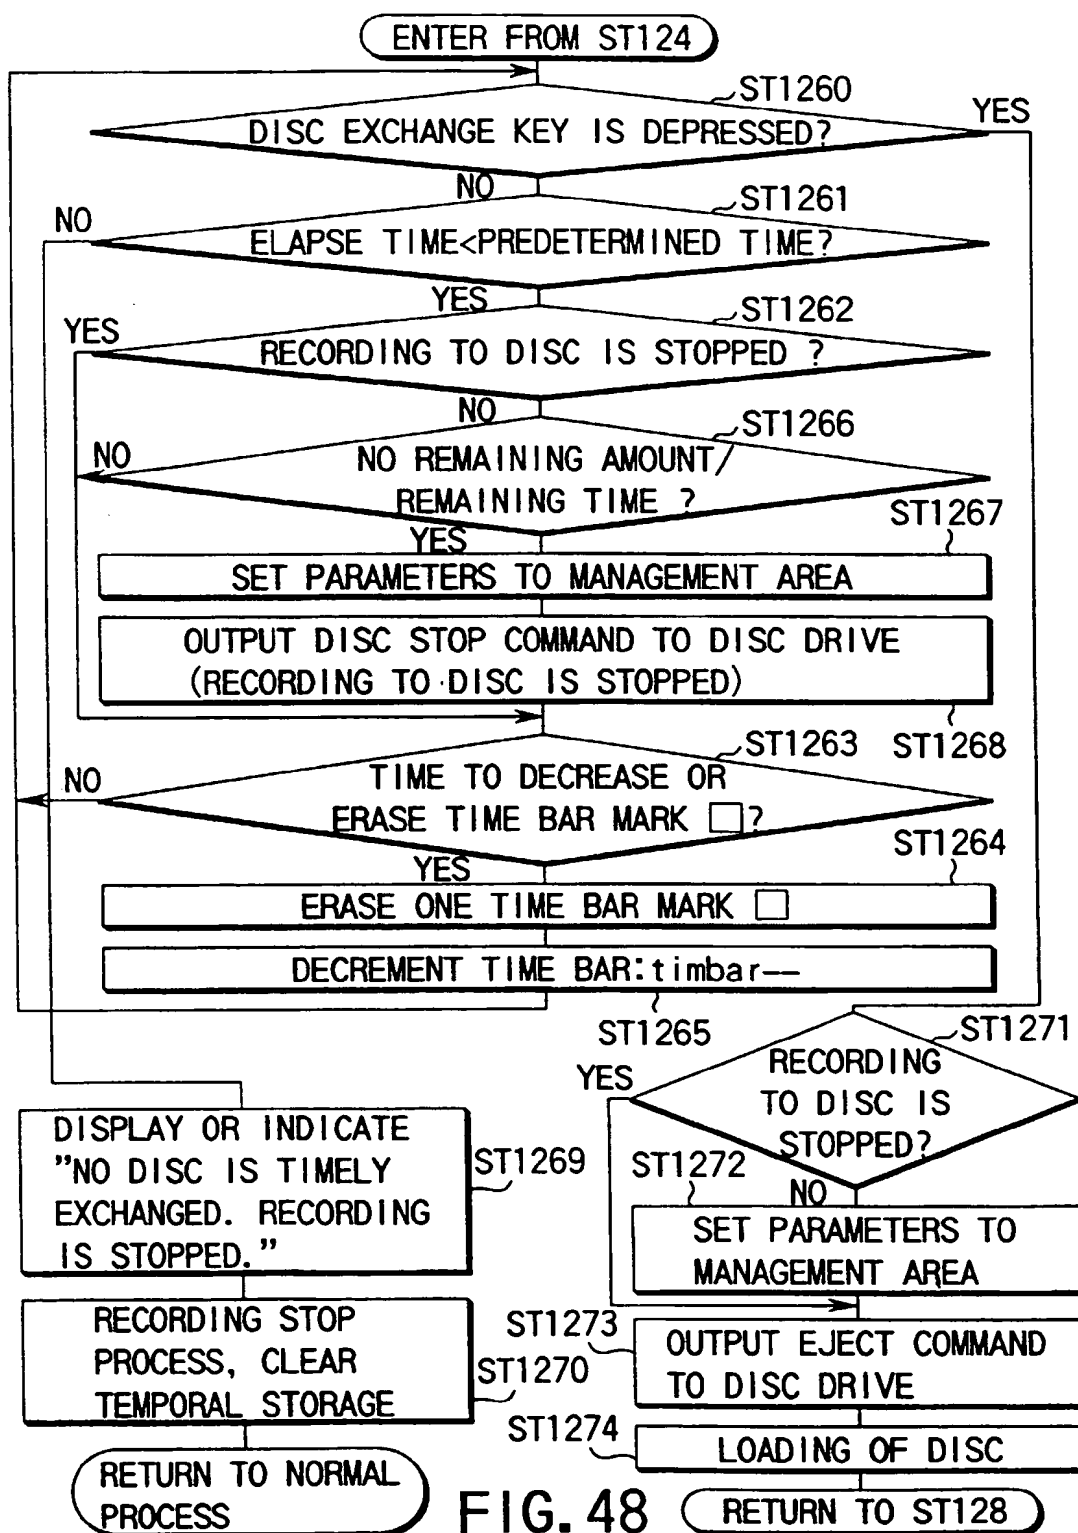 ENTER FROM ST124
ST1260
DISC EXCHANGE KEY IS DEPRESSED?
YES
NO
ST1261
NO
ELAPSE TIME<PREDETERMINED TIME?
YES
ST1262
YES
RECORDING TO DISC IS STOPPED ?
NO
ST1266
NO
NO REMAINING AMOUNT/
REMAINING TIME ?
YES
ST1267
SET PARAMETERS TO MANAGEMENT AREA
OUTPUT DISC STOP COMMAND TO DISC DRIVE
(RECORDING TO DISC IS STOPPED)
ST1268
ST1263
NO
TIME TO DECREASE OR
ERASE TIME BAR MARK □?
YES
ST1264
ERASE ONE TIME BAR MARK □
DECREMENT TIME BAR:timbar--
ST1265
ST1271
YES
RECORDING
TO DISC IS
STOPPED?
NO
ST1272
SET PARAMETERS TO
MANAGEMENT AREA
DISPLAY OR INDICATE
"NO DISC IS TIMELY
EXCHANGED. RECORDING
IS STOPPED."
ST1269
RECORDING STOP
PROCESS, CLEAR
TEMPORAL STORAGE
ST1270
ST1273
OUTPUT EJECT COMMAND
TO DISC DRIVE
ST1274
LOADING OF DISC
RETURN TO NORMAL
PROCESS
RETURN TO ST128
FIG. 48